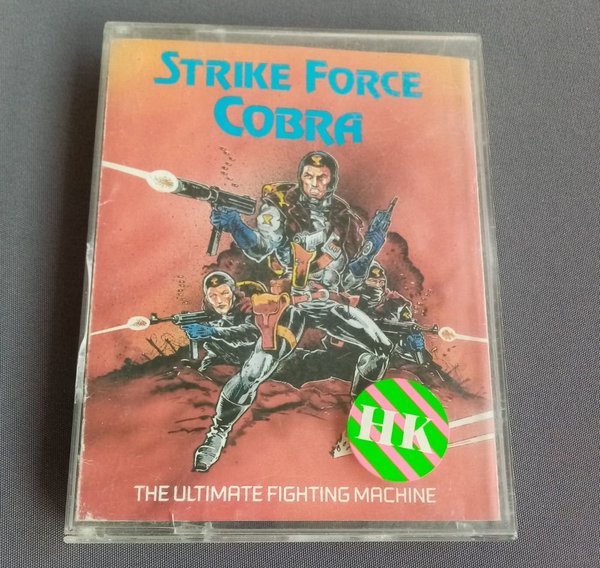 STRIKE FORCE
COBRA
HK
THE ULTIMATE FIGHTING MACHINE